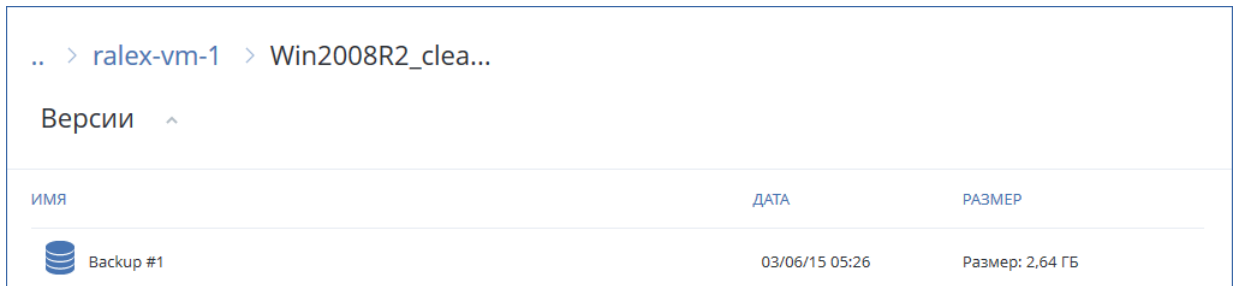 .. > ralex-vm-1 > Win2008R2_clea...
Версии
ИМЯ ДАТА РАЗМЕР
Backup #1 03/06/15 05:26 Размер: 2,64 ГБ